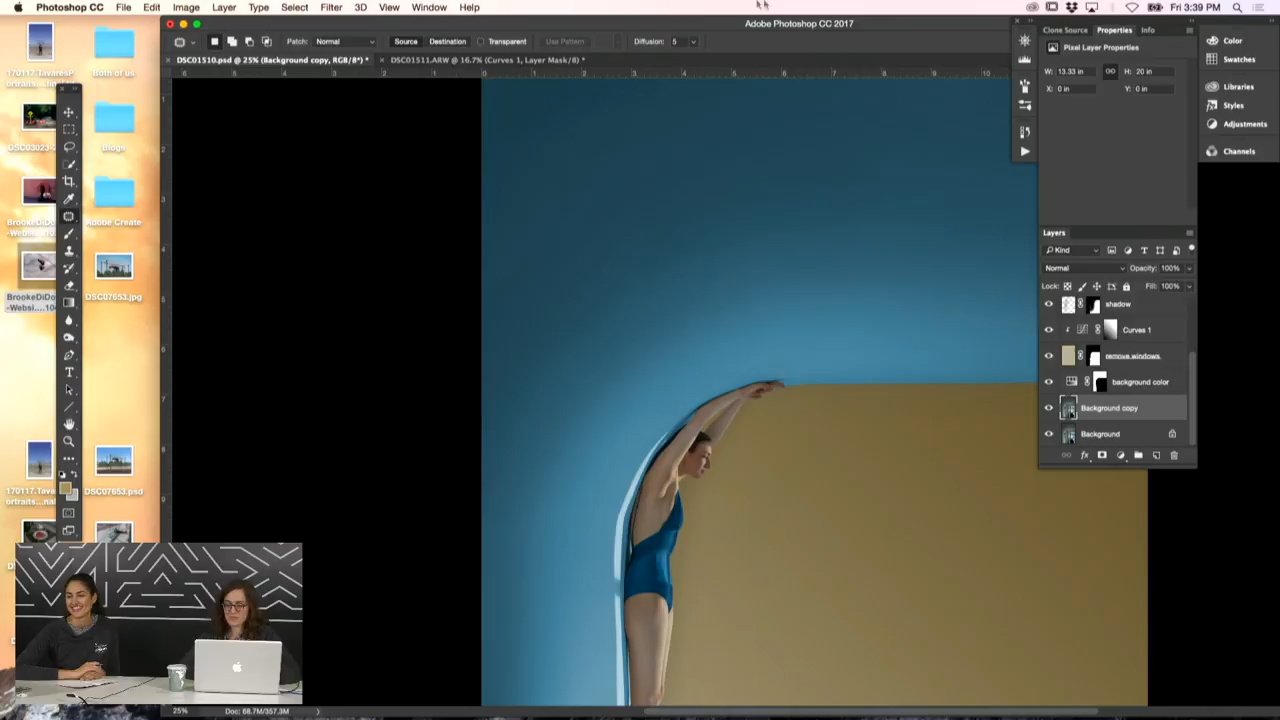 Photoshop CC File Edit Image Layer Type Select Filter 3D View Window Help Fri 3:39 PM
Adobe Photoshop CC 2017
Patch: Normal Source Destination Transparent Use Pattern Diffusion: 5
DSC01510.psd @ 25% (Background copy, RGB/8*) * DSC01511.ARW @ 16.7% (Curves 1, Layer Mask/8) *
Clone Source Properties Info
Pixel Layer Properties
W: 13.33 in H: 20 in
X: 0 in Y: 0 in
Color
Swatches
Libraries
Styles
Adjustments
Channels
Layers
Kind
Normal Opacity: 100%
Lock: Fill: 100%
shadow
Curves 1
remove windows
background color
Background copy
Background
170117.Tavares
Both of us
Blogs
Adobe Create
DSC07653.jpg
170117.Tavares
DSC07653.psd
25% Doc: 68.7M/357.3M